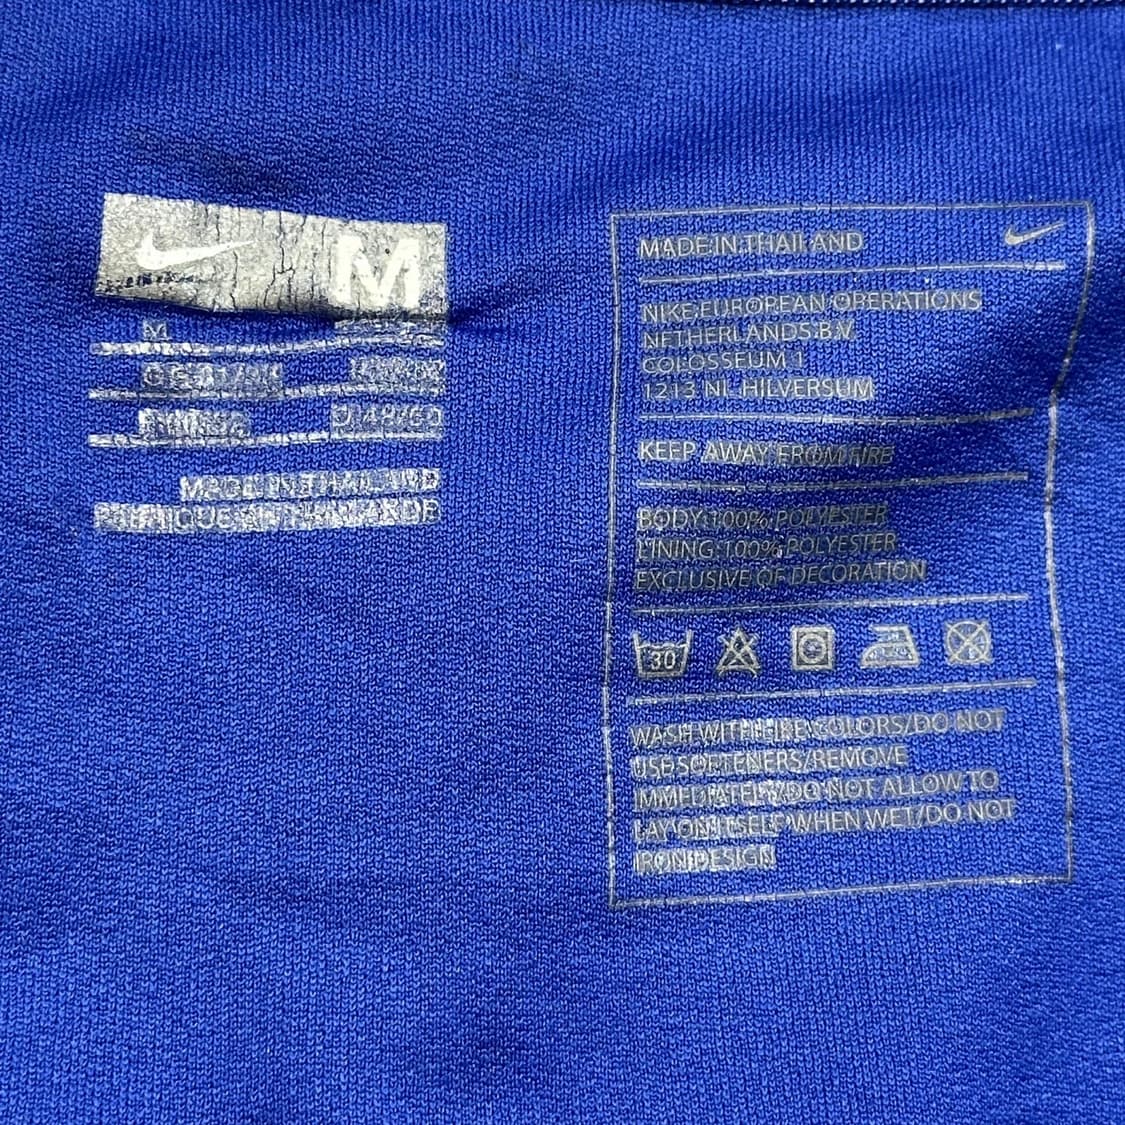 M
M
D 48/50
MADE IN THAILAND
MADE IN THAILAND
NIKE EUROPEAN OPERATIONS
NETHERLANDS B.V.
COLOSSEUM 1
1213 NL HILVERSUM
KEEP AWAY FROM FIRE
BODY: 100% POLYESTER
LINING: 100% POLYESTER
EXCLUSIVE OF DECORATION
30
WASH WITH LIKE COLORS/DO NOT
USE SOFTENERS/REMOVE
IMMEDIATELY/DO NOT ALLOW TO
LAY ON ITSELF WHEN WET/DO NOT
IRON DESIGN